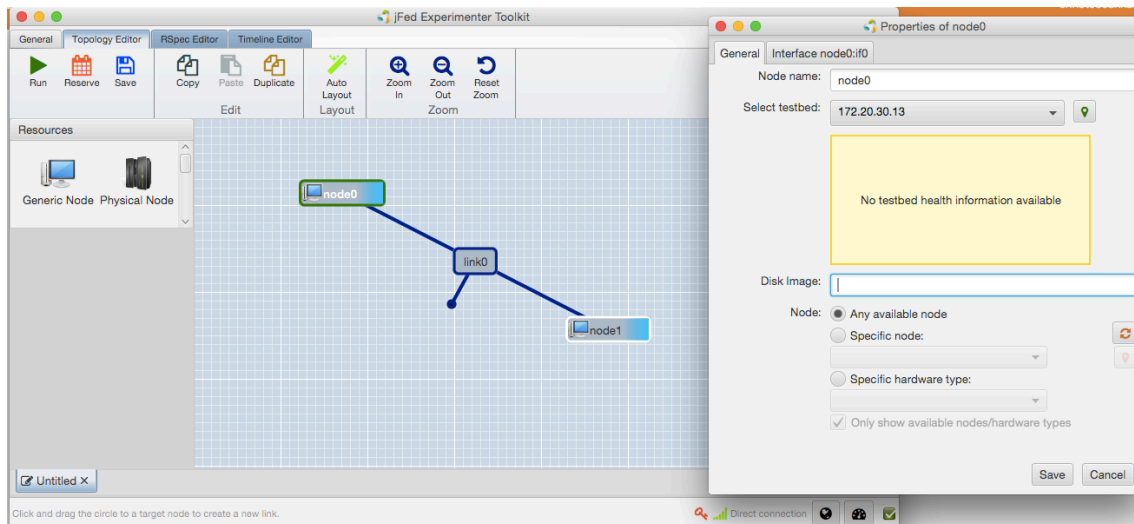 jFed Experimenter Toolkit
General Topology Editor RSpec Editor Timeline Editor
Run Reserve Save Copy Paste Duplicate Auto Layout Zoom In Zoom Out Reset Zoom
Edit Layout Zoom
Resources
Generic Node Physical Node
node0
link0
node1
Untitled
Click and drag the circle to a target node to create a new link.
Direct connection
Properties of node0
General Interface node0:if0
Node name: node0
Select testbed: 172.20.30.13
No testbed health information available
Disk Image:
Node: Any available node
Specific node:
Specific hardware type:
Only show available nodes/hardware types
Save Cancel